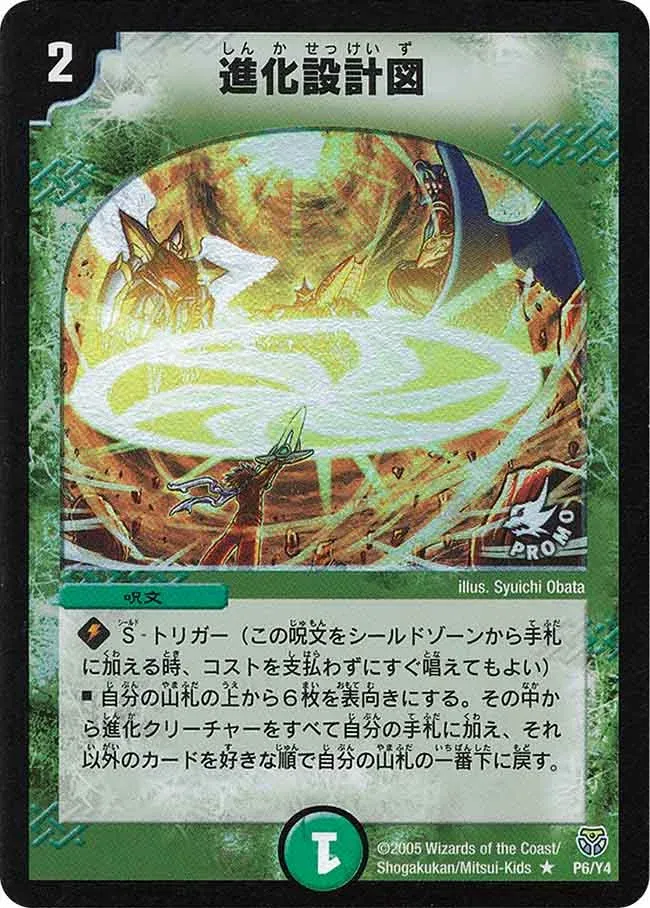 2
しんかせっけいず
進化設計図
PROMO
illus. Syuichi Obata
呪文
S・トリガー（この呪文をシールドゾーンから手札
に加える時、コストを支払わずにすぐ唱えてもよい）
■ 自分の山札の上から６枚を表向きにする。その中か
ら進化クリーチャーをすべて自分の手札に加え、それ
以外のカードを好きな順で自分の山札の一番下に戻す。
1
©2005 Wizards of the Coast/
Shogakukan/Mitsui-Kids ★ P6/Y4